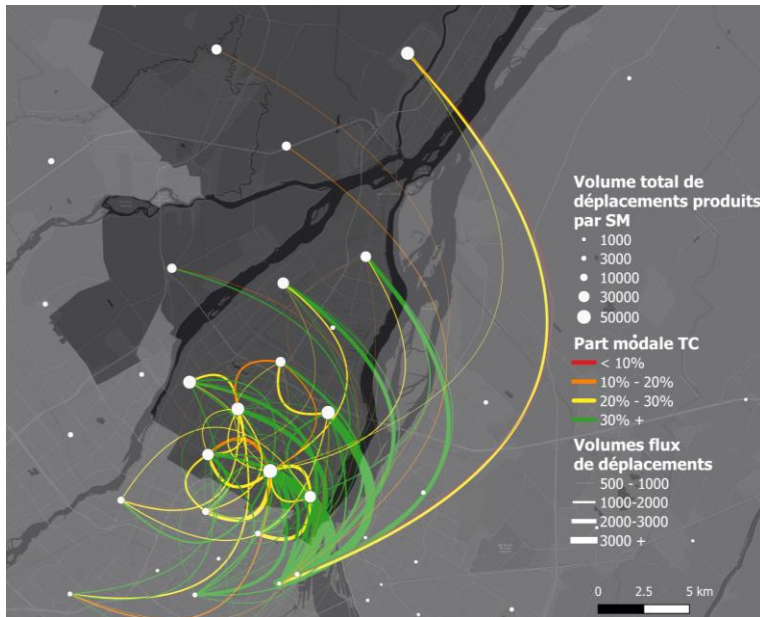 Volume total de
déplacements produits
par SM
1000
3000
10000
30000
50000
Part modale TC
< 10%
10% - 20%
20% - 30%
30% +
Volumes flux
de déplacements
500 - 1000
1000-2000
2000-3000
3000 +
0 2.5 5 km